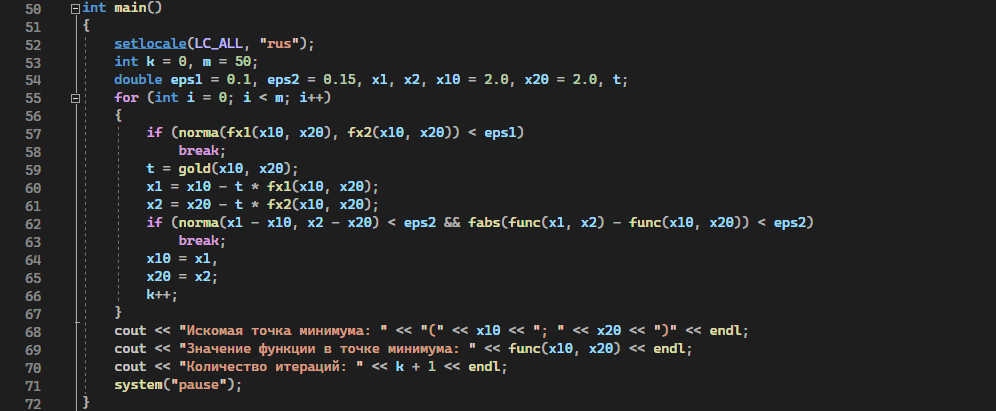 50 int main()
51 {
52 setlocale(LC_ALL, "rus");
53 int k = 0, m = 50;
54 double eps1 = 0.1, eps2 = 0.15, x1, x2, x10 = 2.0, x20 = 2.0, t;
55 for (int i = 0; i < m; i++)
56 {
57 if (norma(fx1(x10, x20), fx2(x10, x20)) < eps1)
58 break;
59 t = gold(x10, x20);
60 x1 = x10 - t * fx1(x10, x20);
61 x2 = x20 - t * fx2(x10, x20);
62 if (norma(x1 - x10, x2 - x20) < eps2 && fabs(func(x1, x2) - func(x10, x20)) < eps2)
63 break;
64 x10 = x1,
65 x20 = x2;
66 k++;
67 }
68 cout << "Искомая точка минимума: " << "(" << x10 << "; " << x20 << ")" << endl;
69 cout << "Значение функции в точке минимума: " << func(x10, x20) << endl;
70 cout << "Количество итераций: " << k + 1 << endl;
71 system("pause");
72 }